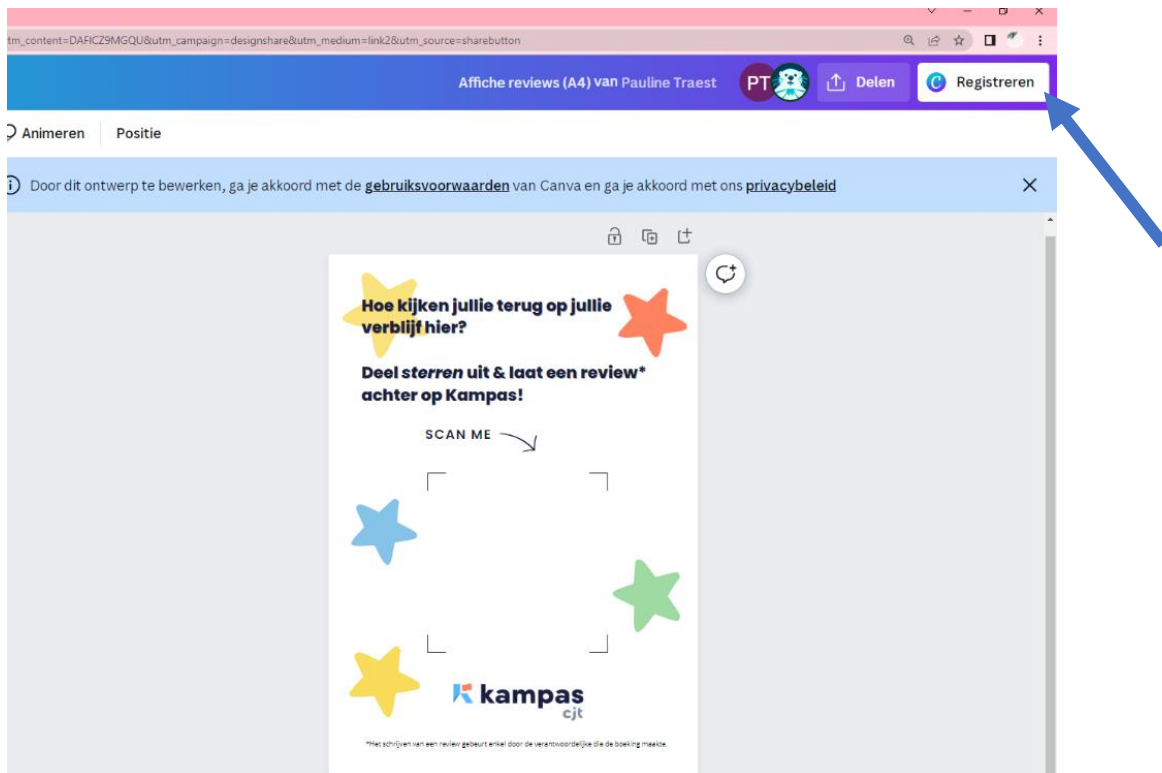 tm_content=DAFICZ9MGQU&utm_campaign=designshare&utm_medium=link2&utm_source=sharebutton
Affiche reviews (A4) van Pauline Traest PT Delen C Registreren
Animeren Positie
Door dit ontwerp te bewerken, ga je akkoord met de gebruiksvoorwaarden van Canva en ga je akkoord met ons privacybeleid
Hoe kijken jullie terug op jullie
verblijf hier?
Deel sterren uit & laat een review*
achter op Kampas!
SCAN ME
kampas
cjt
*Het schrijven van een review gebeurt enkel door de verantwoordelijke die de boeking maakte.